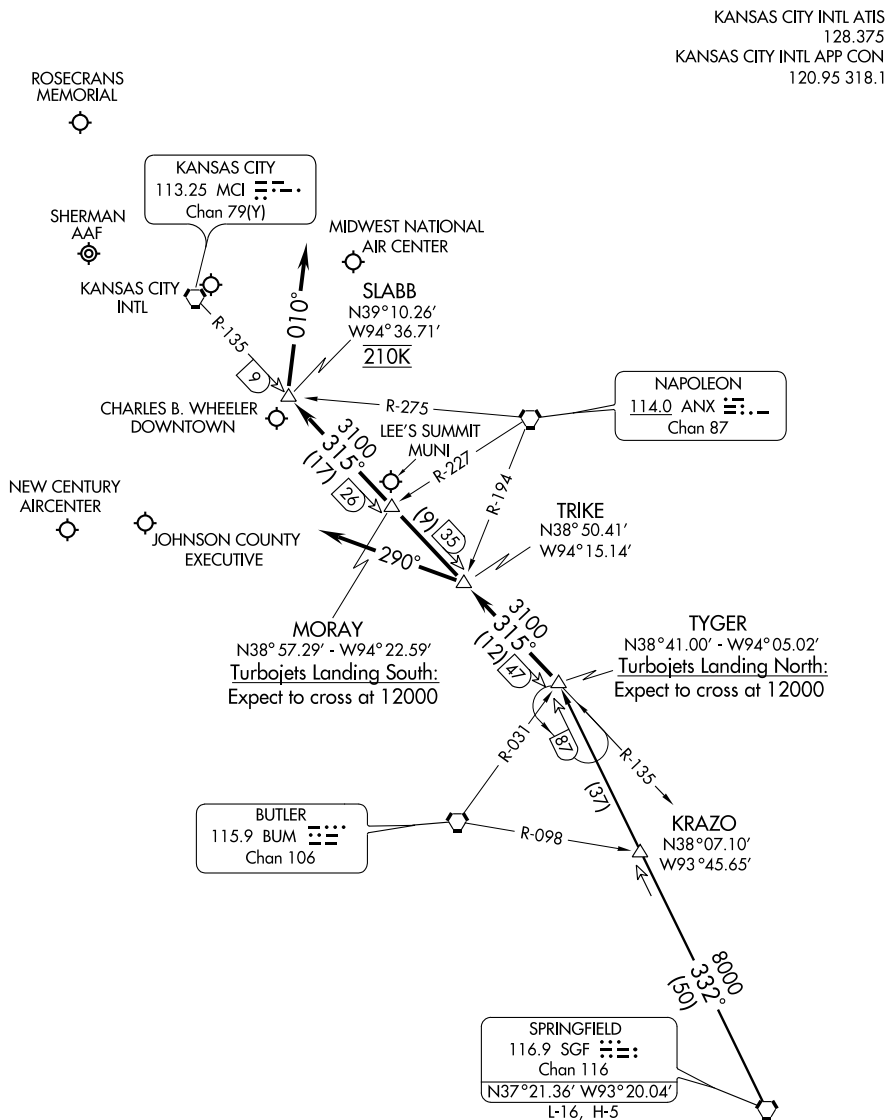 KANSAS CITY INTL ATIS
128.375
KANSAS CITY INTL APP CON
120.95 318.1
ROSECRANS
MEMORIAL
KANSAS CITY
113.25 MCI
Chan 79(Y)
SHERMAN
AAF
MIDWEST NATIONAL
AIR CENTER
KANSAS CITY
INTL
010°
SLABB
N39°10.26'
W94°36.71'
210K
R-135
9
NAPOLEON
114.0 ANX
Chan 87
R-275
CHARLES B. WHEELER
DOWNTOWN
3100
315°
(17)
LEE'S SUMMIT
MUNI
R-227
R-194
26
NEW CENTURY
AIRCENTER
JOHNSON COUNTY
EXECUTIVE
(9)
35
TRIKE
N38°50.41'
W94°15.14'
290°
MORAY
N38°57.29' - W94°22.59'
Turbojets Landing South:
Expect to cross at 12000
3100
315°
(12)
47
TYGER
N38°41.00' - W94°05.02'
Turbojets Landing North:
Expect to cross at 12000
R-031
87
R-135
(37)
BUTLER
115.9 BUM
Chan 106
R-098
KRAZO
N38°07.10'
W93°45.65'
8000
332°
(50)
SPRINGFIELD
116.9 SGF
Chan 116
N37°21.36' W93°20.04'
L-16, H-5